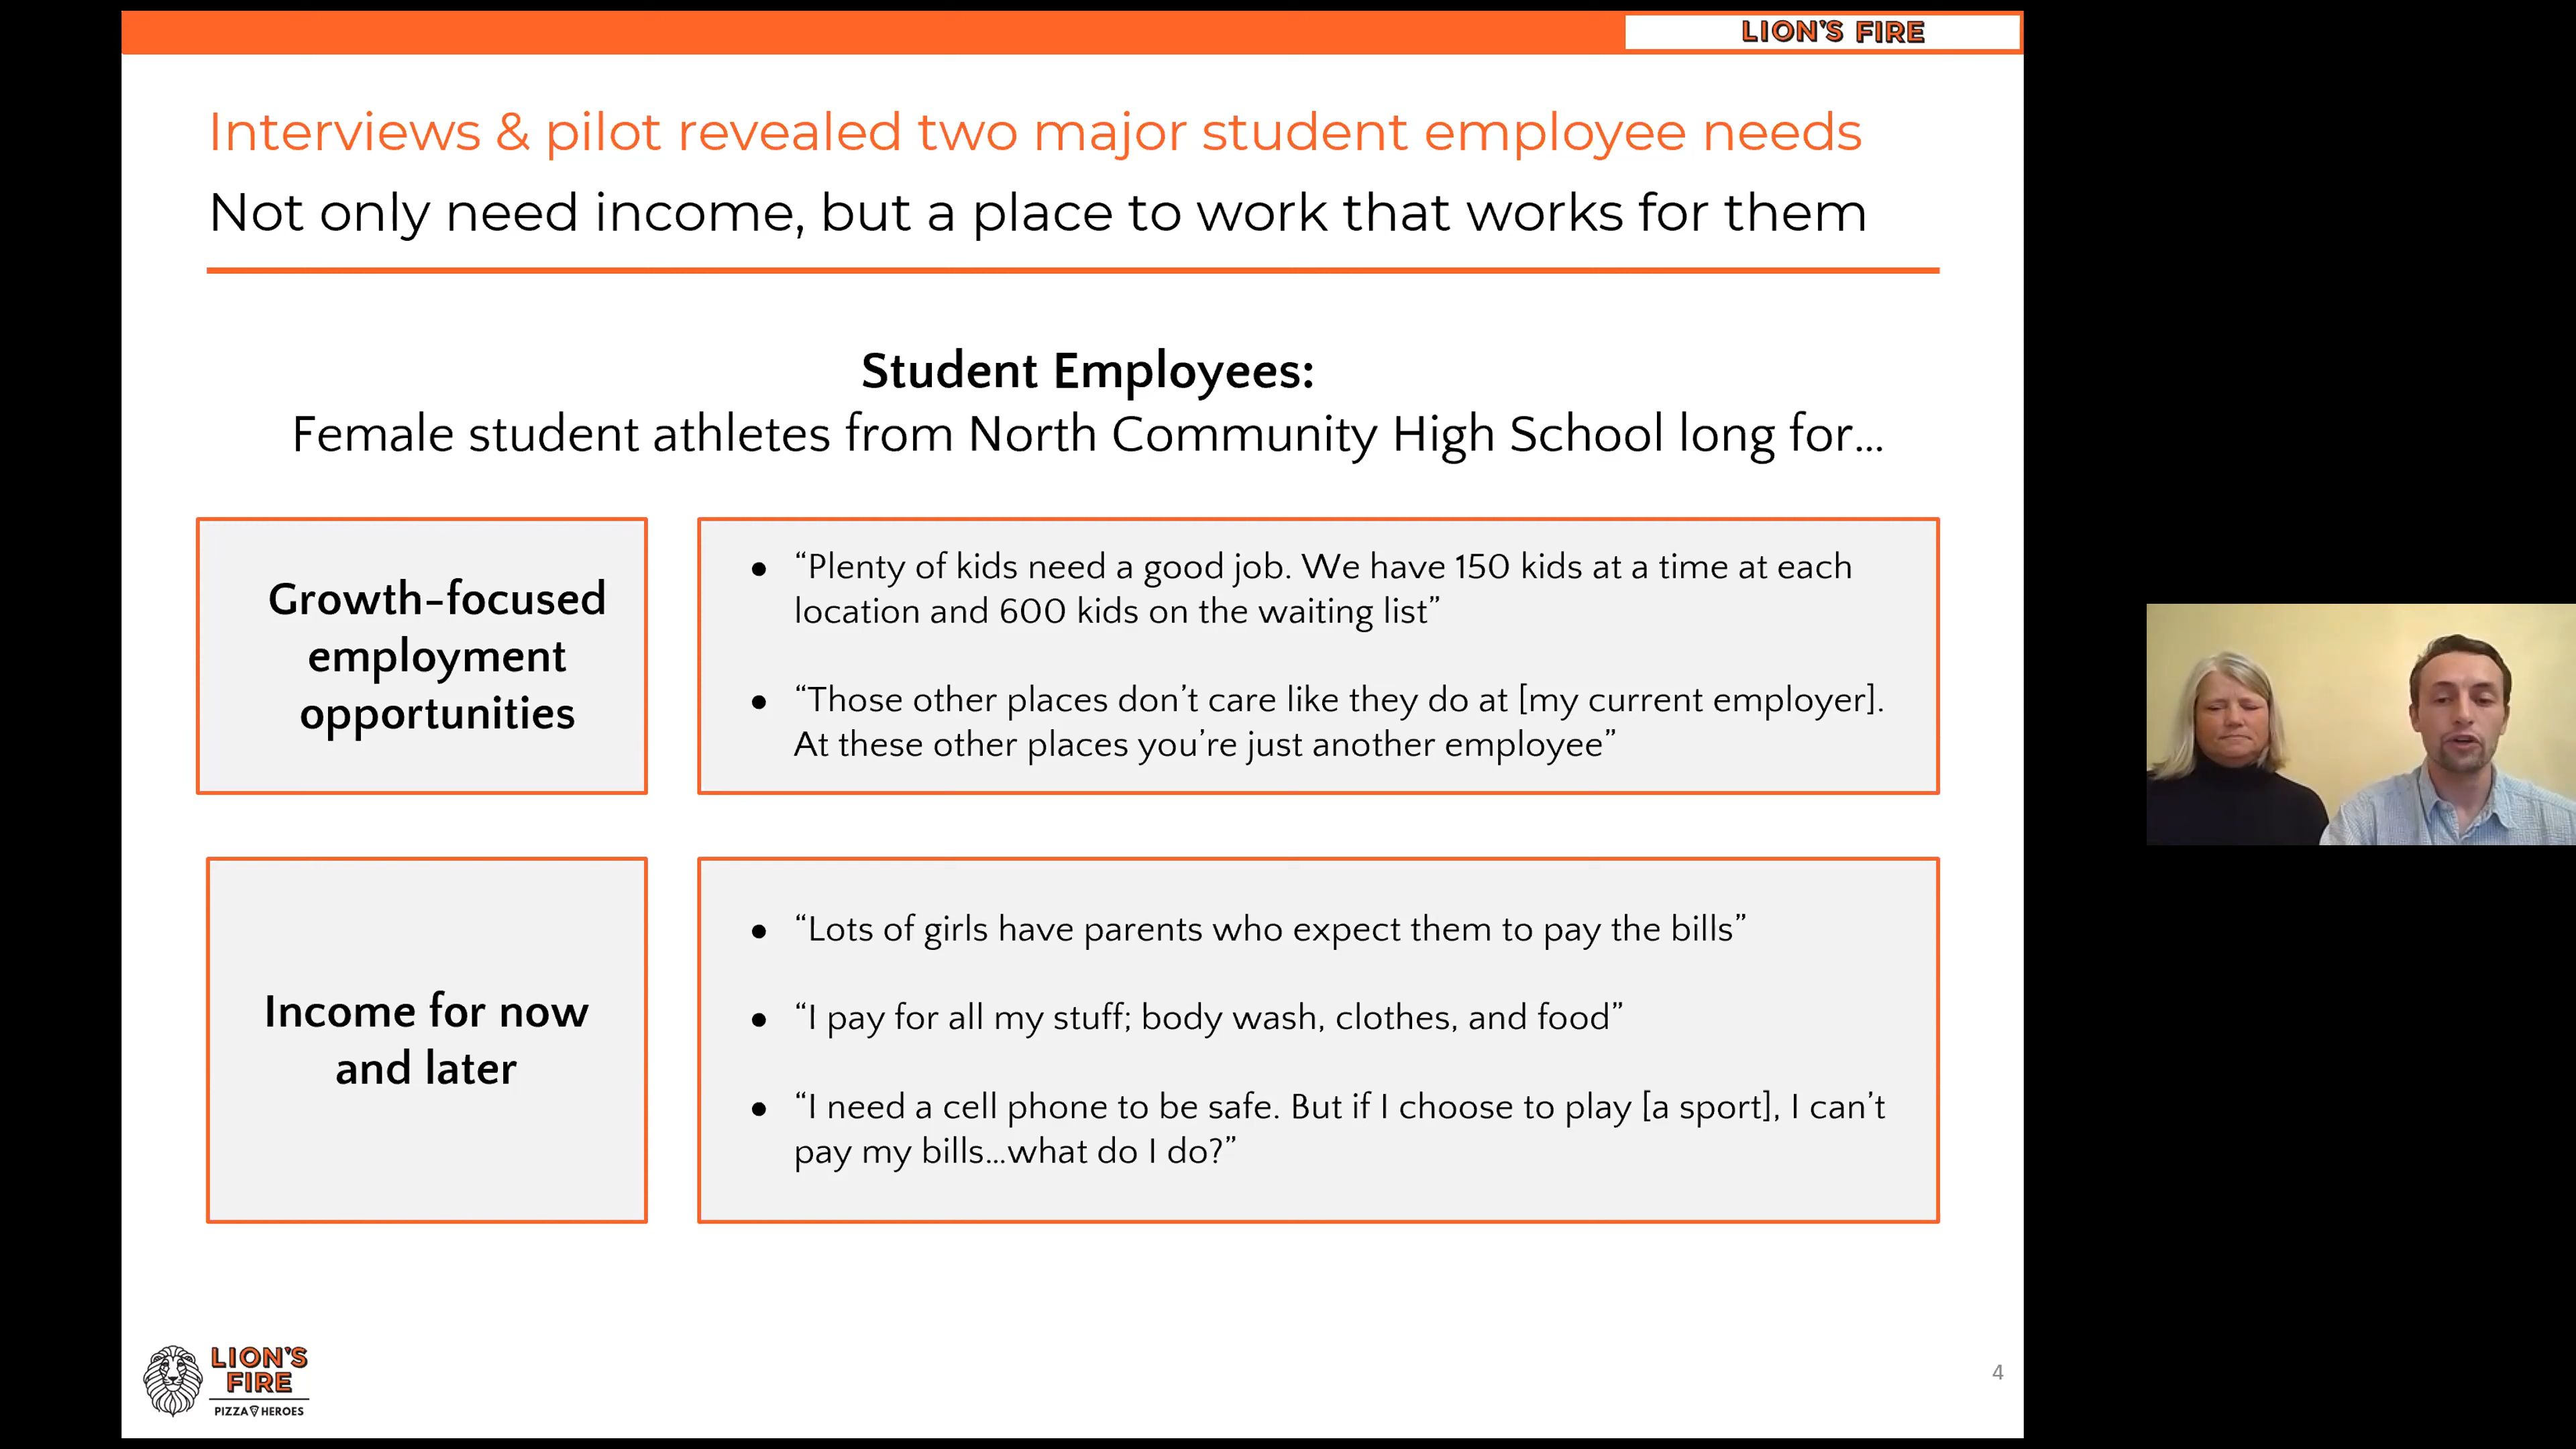 LION'S FIRE
Interviews & pilot revealed two major student employee needs
Not only need income, but a place to work that works for them
Student Employees:
Female student athletes from North Community High School long for...
Growth-focused
employment
opportunities
● “Plenty of kids need a good job. We have 150 kids at a time at each
location and 600 kids on the waiting list”
● “Those other places don’t care like they do at [my current employer].
At these other places you’re just another employee”
Income for now
and later
● “Lots of girls have parents who expect them to pay the bills”
● “I pay for all my stuff; body wash, clothes, and food”
● “I need a cell phone to be safe. But if I choose to play [a sport], I can’t
pay my bills...what do I do?”
LION'S
FIRE
PIZZA HEROES
4